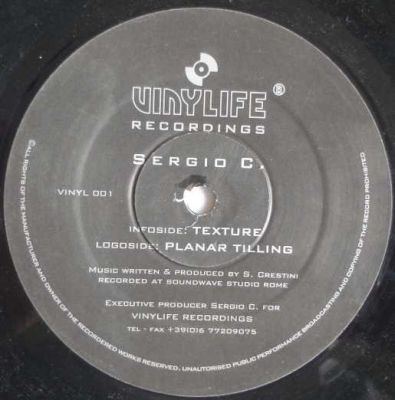 VINYLIFE ®
RECORDINGS
SERGIO C.
VINYL 001
INFOSIDE: TEXTURE
LOGOSIDE: PLANAR TILLING
MUSIC WRITTEN & PRODUCED BY S. CRESTINI
RECORDED AT SOUNDWAVE STUDIO ROME
EXECUTIVE PRODUCER SERGIO C. FOR
VINYLIFE RECORDINGS
TEL - FAX +39(0)6 77209075
©ALL RIGHTS OF THE MANUFACTURER AND OWNER OF THE RECORDERED WORKS RESERVED. UNAUTORISED PUBLIC PERFORMANCE BROADCASTING AND COPYING OF THE RECORD PROHIBITED